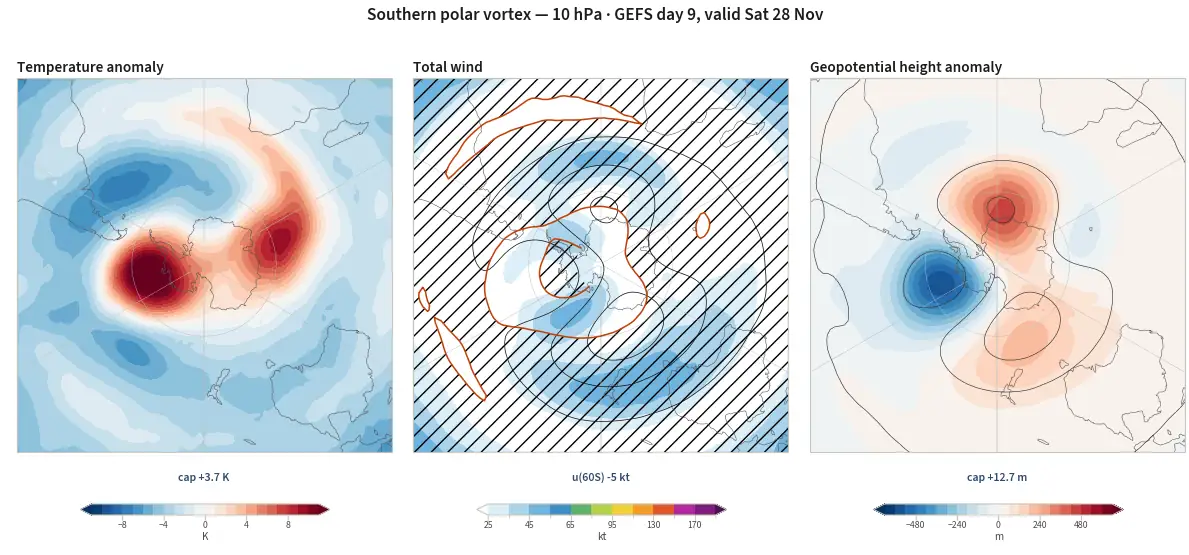 Southern polar vortex — 10 hPa · GEFS day 9, valid Sat 28 Nov
Temperature anomaly
Total wind
Geopotential height anomaly
cap +3.7 K
u(60S) -5 kt
cap +12.7 m
−8 −4 0 4 8
K
25 45 65 95 130 170
kt
−480 −240 0 240 480
m